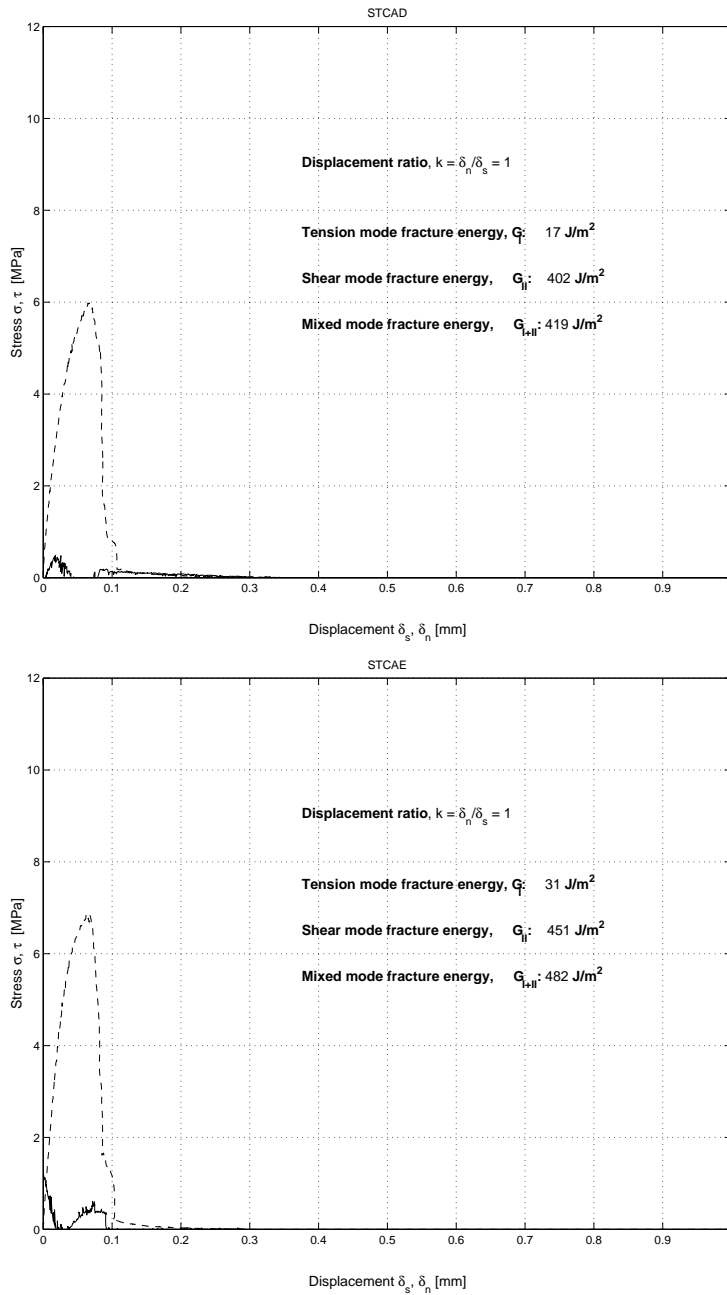 STCAD
12
10
8
6
4
2
0
Stress σ, τ [MPa]
Displacement ratio, k = δn/δs = 1
Tension mode fracture energy, GI: 17 J/m²
Shear mode fracture energy, GII: 402 J/m²
Mixed mode fracture energy, GI+II: 419 J/m²
0 0.1 0.2 0.3 0.4 0.5 0.6 0.7 0.8 0.9
Displacement δs, δn [mm]
STCAE
12
10
8
6
4
2
0
Stress σ, τ [MPa]
Displacement ratio, k = δn/δs = 1
Tension mode fracture energy, GI: 31 J/m²
Shear mode fracture energy, GII: 451 J/m²
Mixed mode fracture energy, GI+II: 482 J/m²
0 0.1 0.2 0.3 0.4 0.5 0.6 0.7 0.8 0.9
Displacement δs, δn [mm]